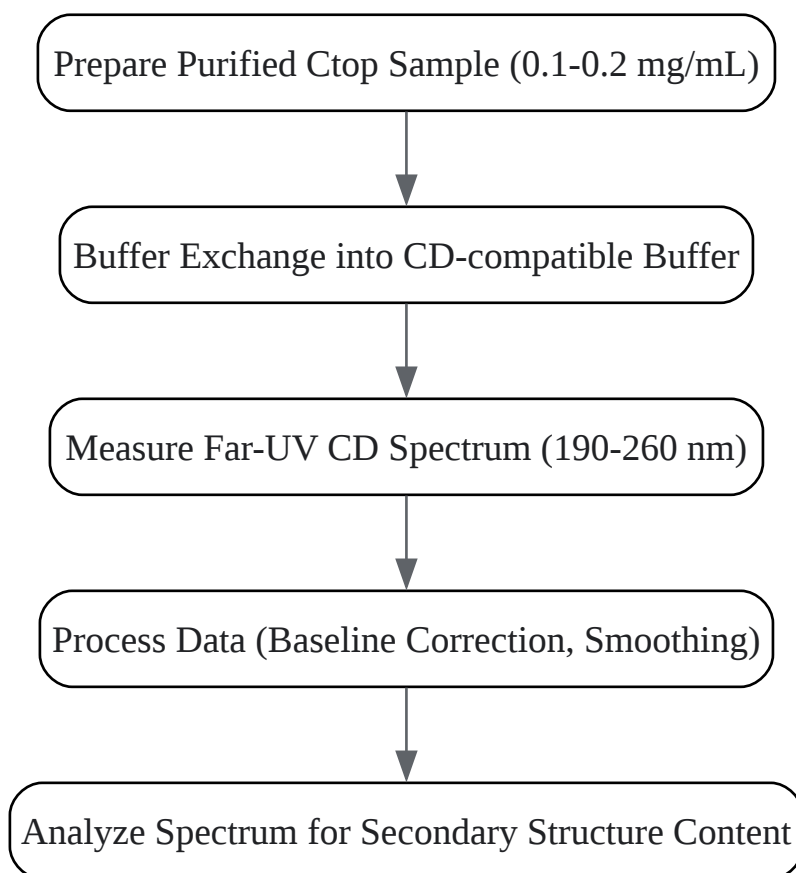 Prepare Purified Ctop Sample (0.1-0.2 mg/mL)
Buffer Exchange into CD-compatible Buffer
Measure Far-UV CD Spectrum (190-260 nm)
Process Data (Baseline Correction, Smoothing)
Analyze Spectrum for Secondary Structure Content